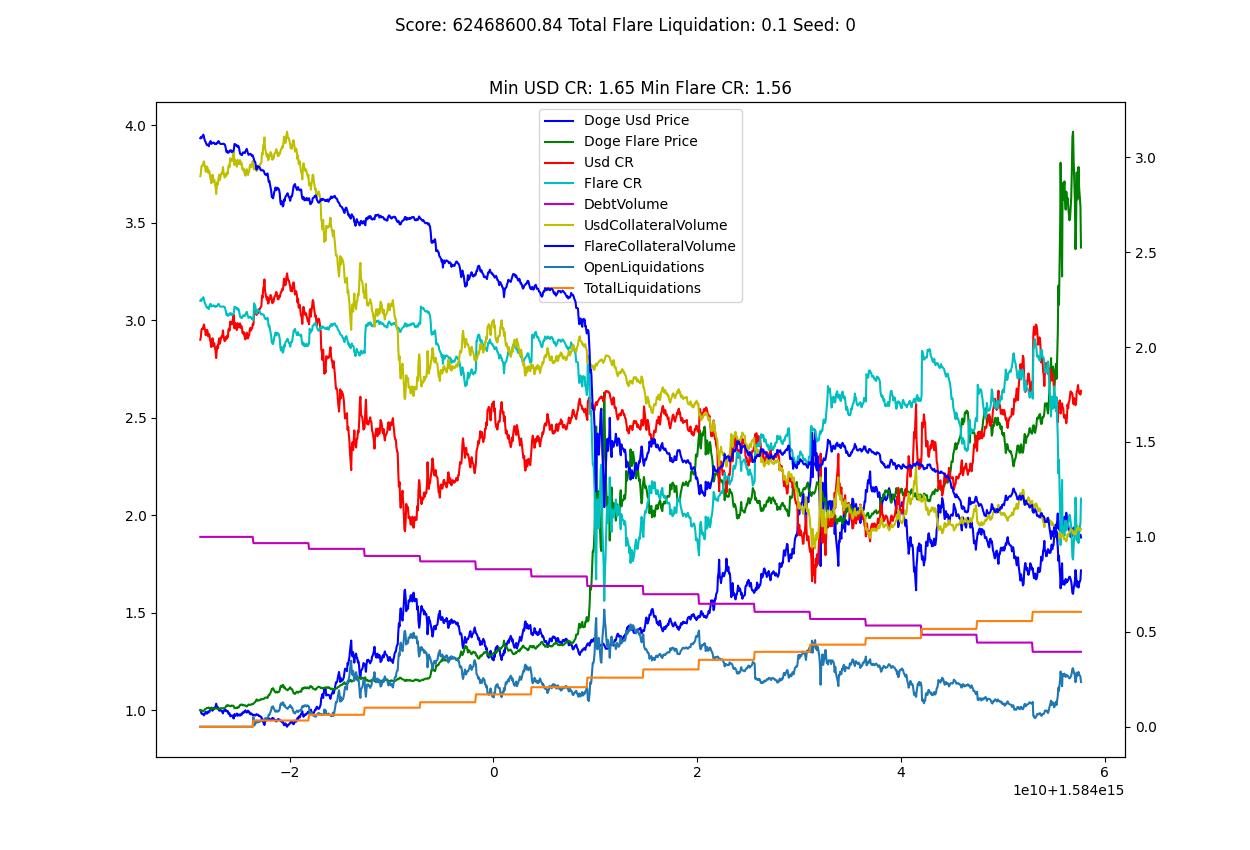 Score: 62468600.84 Total Flare Liquidation: 0.1 Seed: 0
Min USD CR: 1.65 Min Flare CR: 1.56
4.0
3.5
3.0
2.5
2.0
1.5
1.0
Doge Usd Price
Doge Flare Price
Usd CR
Flare CR
DebtVolume
UsdCollateralVolume
FlareCollateralVolume
OpenLiquidations
TotalLiquidations
3.0
2.5
2.0
1.5
1.0
0.5
0.0
−2 0 2 4 6
1e10+1.584e15